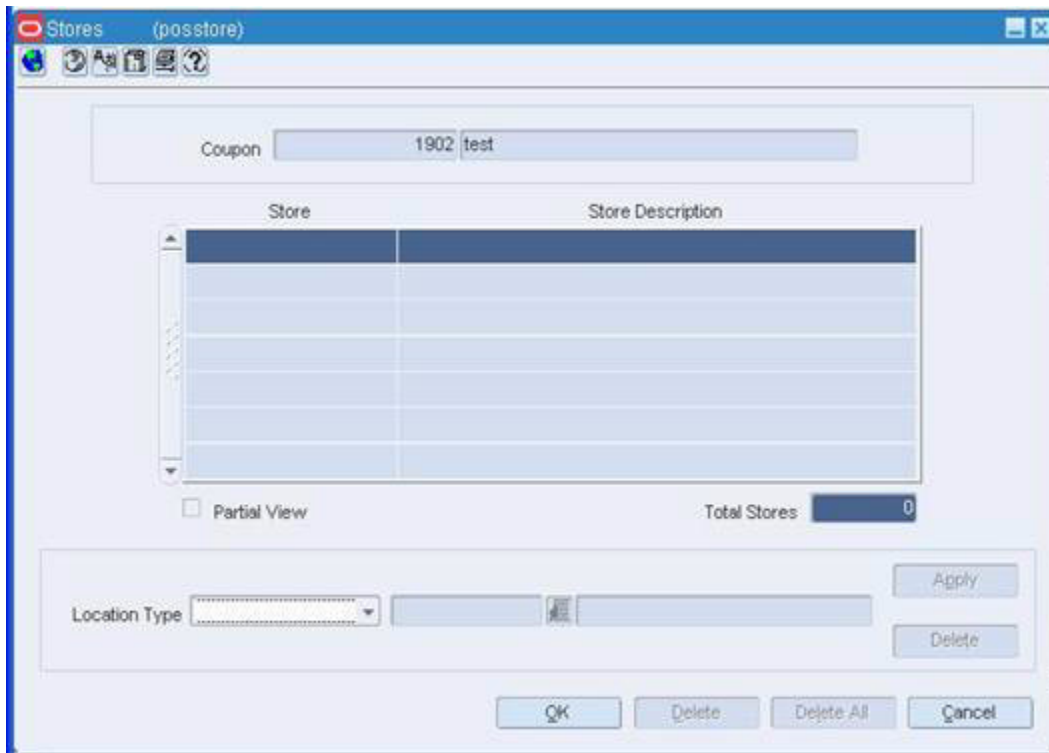 Stores (posstore)
Coupon 1902 test
Store Store Description
Partial View Total Stores 0
Apply
Location Type
Delete
OK Delete Delete All Cancel